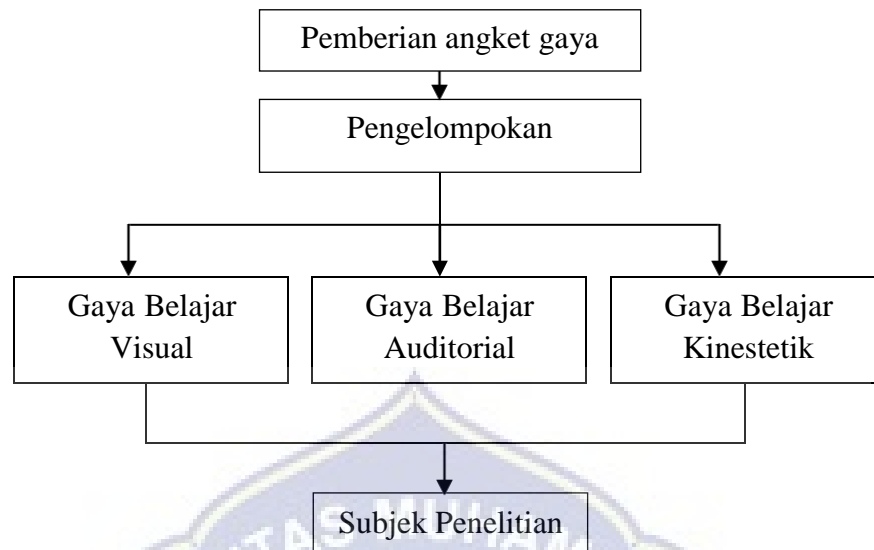 Pemberian angket gaya
Pengelompokan
Gaya Belajar
Visual
Gaya Belajar
Auditorial
Gaya Belajar
Kinestetik
Subjek Penelitian